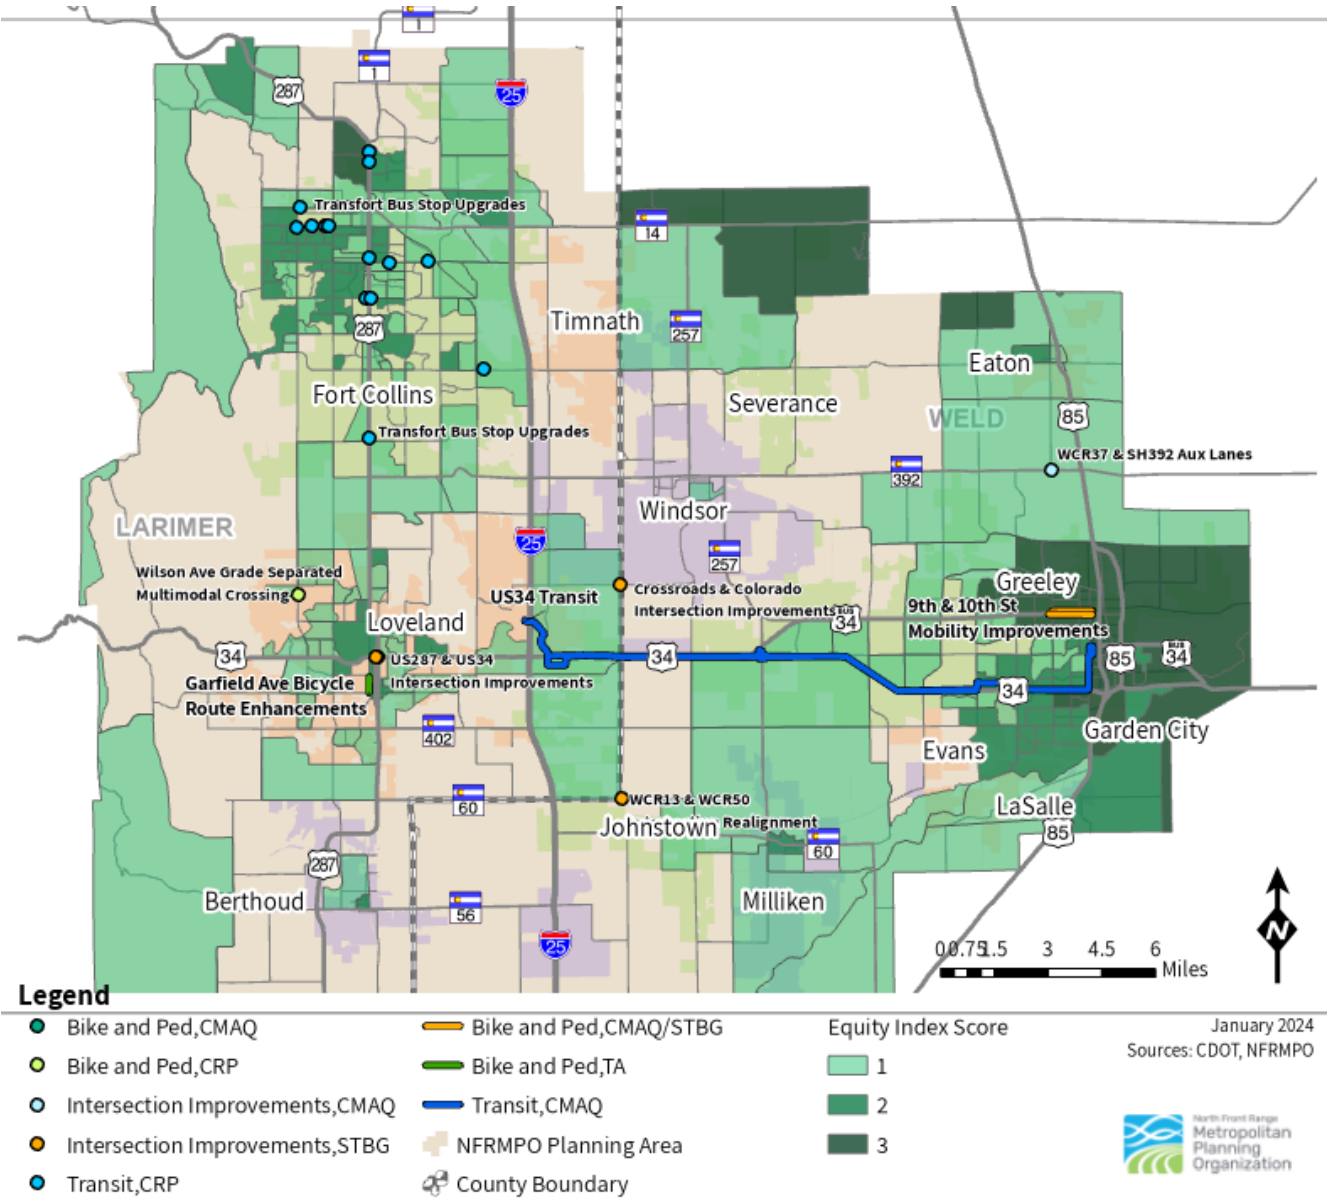 1
1
287
25
Transfort Bus Stop Upgrades
14
Timnath
257
287
Eaton
Fort Collins
Severance
WELD
85
Transfort Bus Stop Upgrades
WCR37 & SH392 Aux Lanes
392
Windsor
LARIMER
25
257
Wilson Ave Grade Separated
Multimodal Crossing
US34 Transit
Crossroads & Colorado
Intersection Improvements
Greeley
9th & 10th St
Mobility Improvements
BUS
34
Loveland
34
US287 & US34
Intersection Improvements
34
85
BUS
34
Garfield Ave Bicycle
Route Enhancements
34
402
Evans
Garden City
60
WCR13 & WCR50
Realignment
Johnstown
LaSalle
85
60
287
Berthoud
56
Milliken
25
0 0.75 1.5 3 4.5 6
Miles
N
Legend
Bike and Ped,CMAQ
Bike and Ped,CRP
Intersection Improvements,CMAQ
Intersection Improvements,STBG
Transit,CRP
Bike and Ped,CMAQ/STBG
Bike and Ped,TA
Transit,CMAQ
NFRMPO Planning Area
County Boundary
Equity Index Score
1
2
3
January 2024
Sources: CDOT, NFRMPO
North Front Range
Metropolitan
Planning
Organization